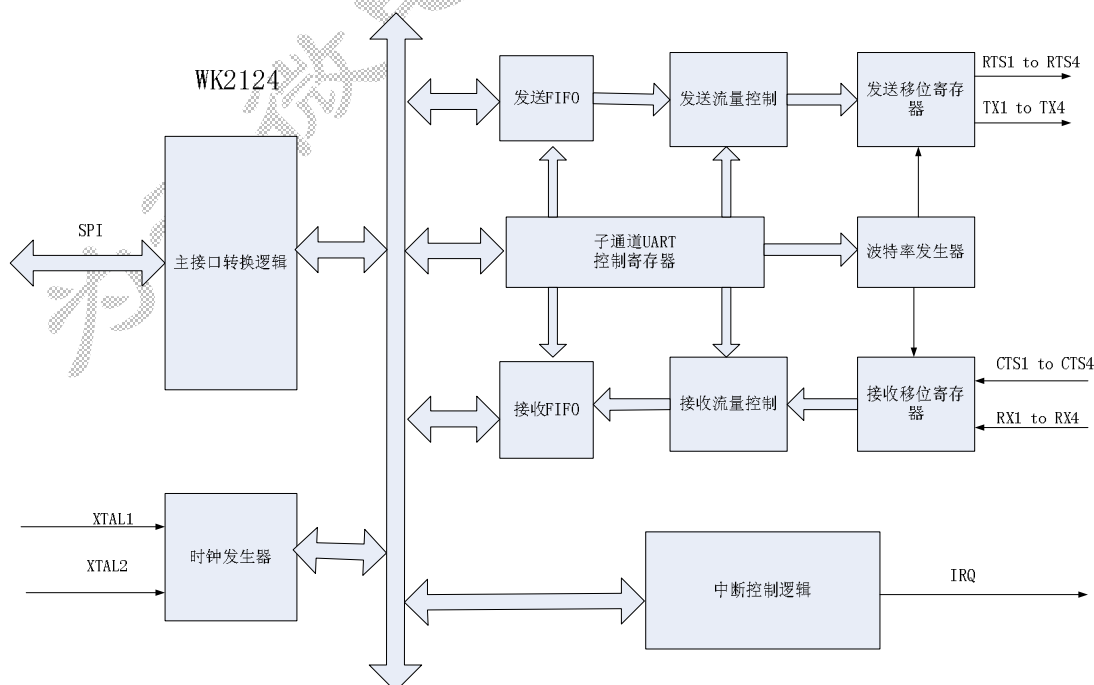 WK2124
SPI
主接口转换逻辑
XTAL1
XTAL2
时钟发生器
发送FIFO
发送流量控制
发送移位寄存
器
RTS1 to RTS4
TX1 to TX4
子通道UART
控制寄存器
波特率发生器
接收FIFO
接收流量控制
接收移位寄存
器
CTS1 to CTS4
RX1 to RX4
中断控制逻辑
IRQ
微